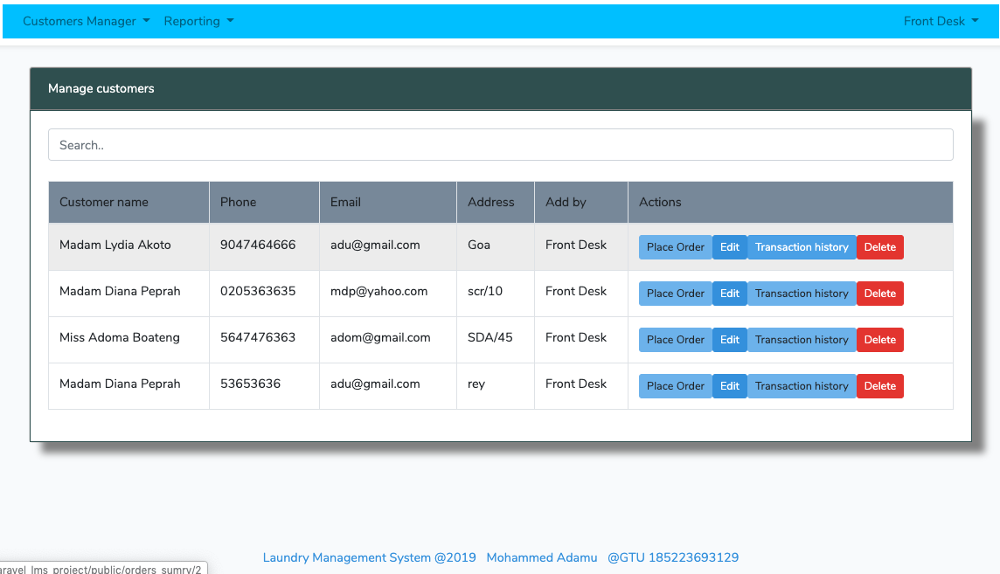 Customers Manager Reporting Front Desk
Manage customers
Search..
Customer name Phone Email Address Add by Actions
Madam Lydia Akoto 9047464666 adu@gmail.com Goa Front Desk Place Order Edit Transaction history Delete
Madam Diana Peprah 0205363635 mdp@yahoo.com scr/10 Front Desk Place Order Edit Transaction history Delete
Miss Adoma Boateng 5647476363 adom@gmail.com SDA/45 Front Desk Place Order Edit Transaction history Delete
Madam Diana Peprah 53653636 adu@gmail.com rey Front Desk Place Order Edit Transaction history Delete
Laundry Management System @2019 Mohammed Adamu @GTU 185223693129
aravel_lms_project/public/orders_sumry/2